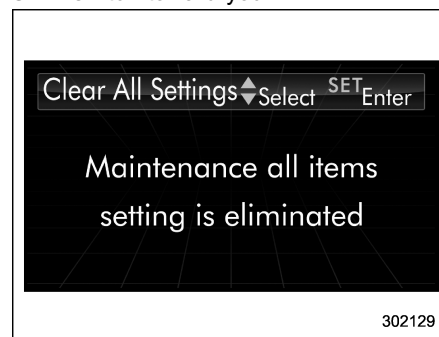 Clear All Settings Select SET Enter
Maintenance all items
setting is eliminated
302129